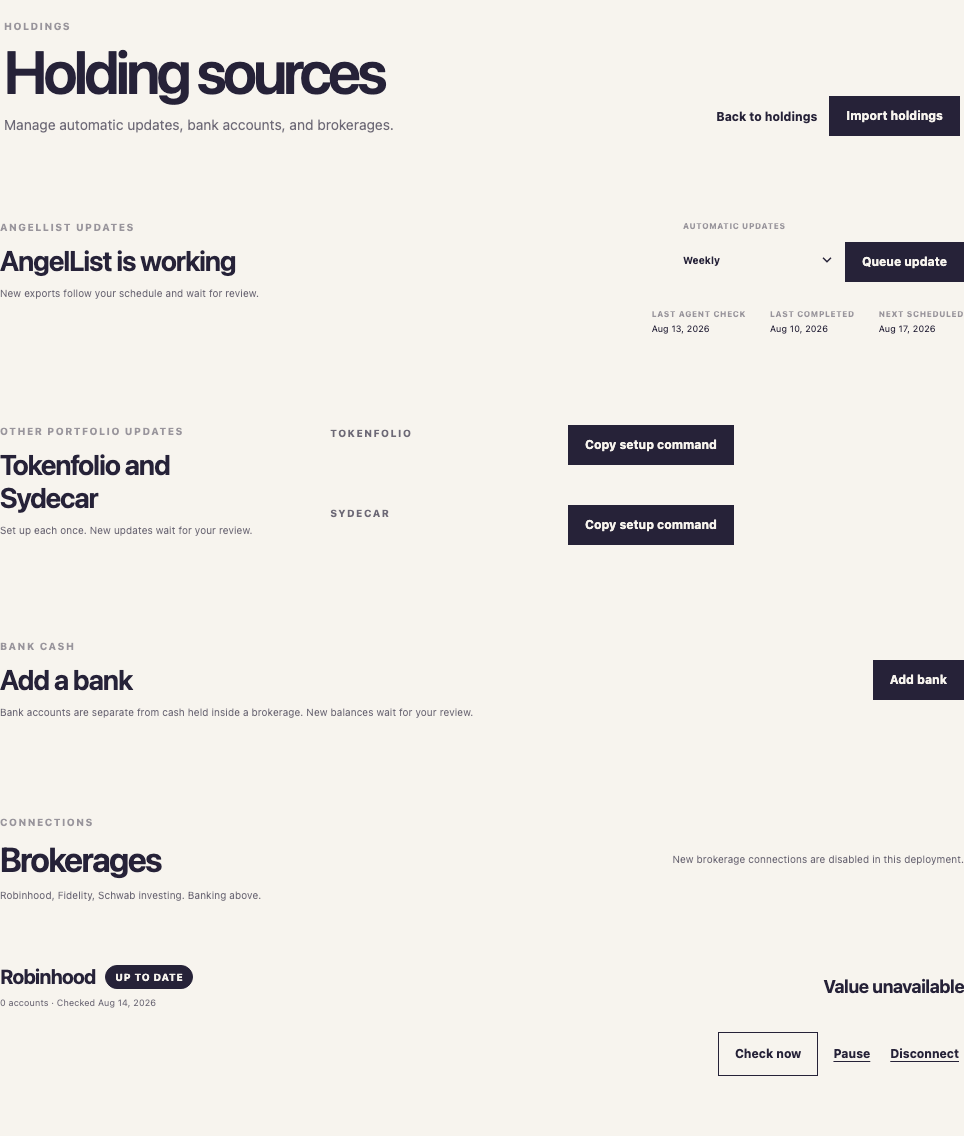 HOLDINGS
Holding sources
Manage automatic updates, bank accounts, and brokerages.
Back to holdings
Import holdings
ANGELLIST UPDATES
AngelList is working
New exports follow your schedule and wait for review.
AUTOMATIC UPDATES
Weekly
Queue update
LAST AGENT CHECK
Aug 13, 2026
LAST COMPLETED
Aug 10, 2026
NEXT SCHEDULED
Aug 17, 2026
OTHER PORTFOLIO UPDATES
Tokenfolio and
Sydecar
Set up each once. New updates wait for your review.
TOKENFOLIO
Copy setup command
SYDECAR
Copy setup command
BANK CASH
Add a bank
Bank accounts are separate from cash held inside a brokerage. New balances wait for your review.
Add bank
CONNECTIONS
Brokerages
Robinhood, Fidelity, Schwab investing. Banking above.
New brokerage connections are disabled in this deployment.
Robinhood
UP TO DATE
0 accounts · Checked Aug 14, 2026
Value unavailable
Check now
Pause
Disconnect